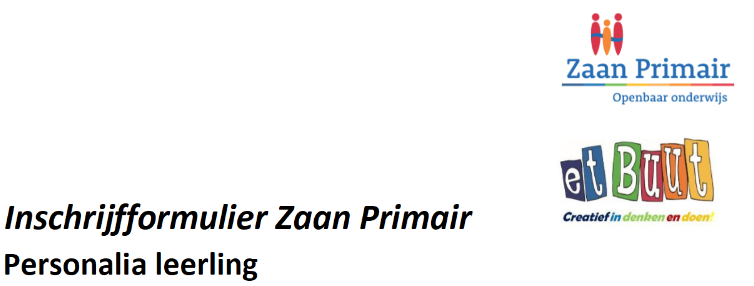 Zaan Primair
Openbaar onderwijs
et Buut
Creatief in denken en doen!
Inschrijfformulier Zaan Primair
Personalia leerling